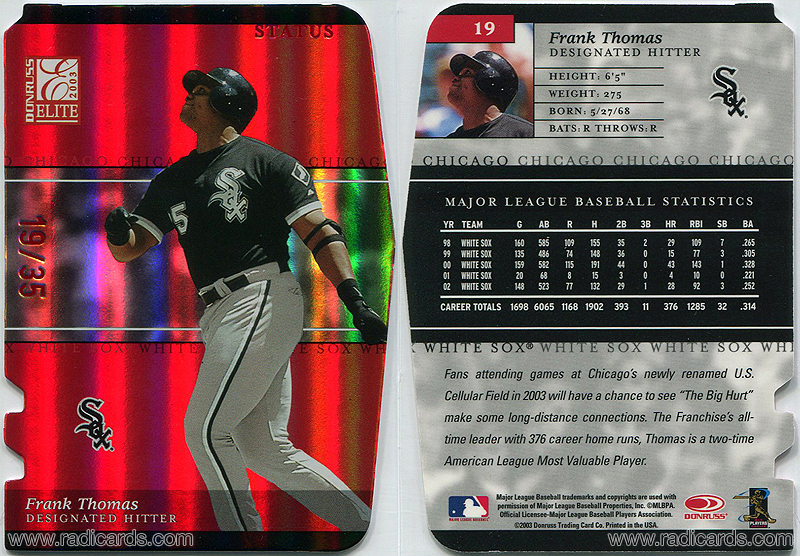 STATUS
DONRUSS
ELITE
2003
CHICAGO CHICAGO CHICAGO
Sox
5
19/35
WHITE SOX WHITE SOX WHITE SOX
Sox
Frank Thomas
DESIGNATED HITTER
www.radicards.com
19
Frank Thomas
DESIGNATED HITTER
HEIGHT: 6'5"
WEIGHT: 275
BORN: 5/27/68
BATS: R THROWS: R
Sox
CHICAGO CHICAGO CHICAGO CHICAGO
MAJOR LEAGUE BASEBALL STATISTICS
YR TEAM G AB R H 2B 3B HR RBI SB BA
98 WHITE SOX 160 585 109 155 35 2 29 109 7 .265
99 WHITE SOX 135 486 74 148 36 0 15 77 3 .305
00 WHITE SOX 159 582 115 191 44 0 43 143 1 .328
01 WHITE SOX 20 68 8 15 3 0 4 10 0 .221
02 WHITE SOX 148 523 77 132 29 1 28 92 3 .252
CAREER TOTALS 1698 6065 1168 1902 393 11 376 1285 32 .314
WHITE SOX® WHITE SOX WHITE SOX WHITE
Fans attending games at Chicago's newly renamed U.S.
Cellular Field in 2003 will have a chance to see "The Big Hurt"
make some long-distance connections. The Franchise's all-
time leader with 376 career home runs, Thomas is a two-time
American League Most Valuable Player.
MAJOR LEAGUE BASEBALL
Major League Baseball trademarks and copyrights are used with
permission of Major League Baseball Properties, Inc. ©MLBPA.
Official Licensee-Major League Baseball Players Association.
©2003 Donruss Trading Card Co. Printed in the USA.
DONRUSS
PLAYERS
www.radicards.com